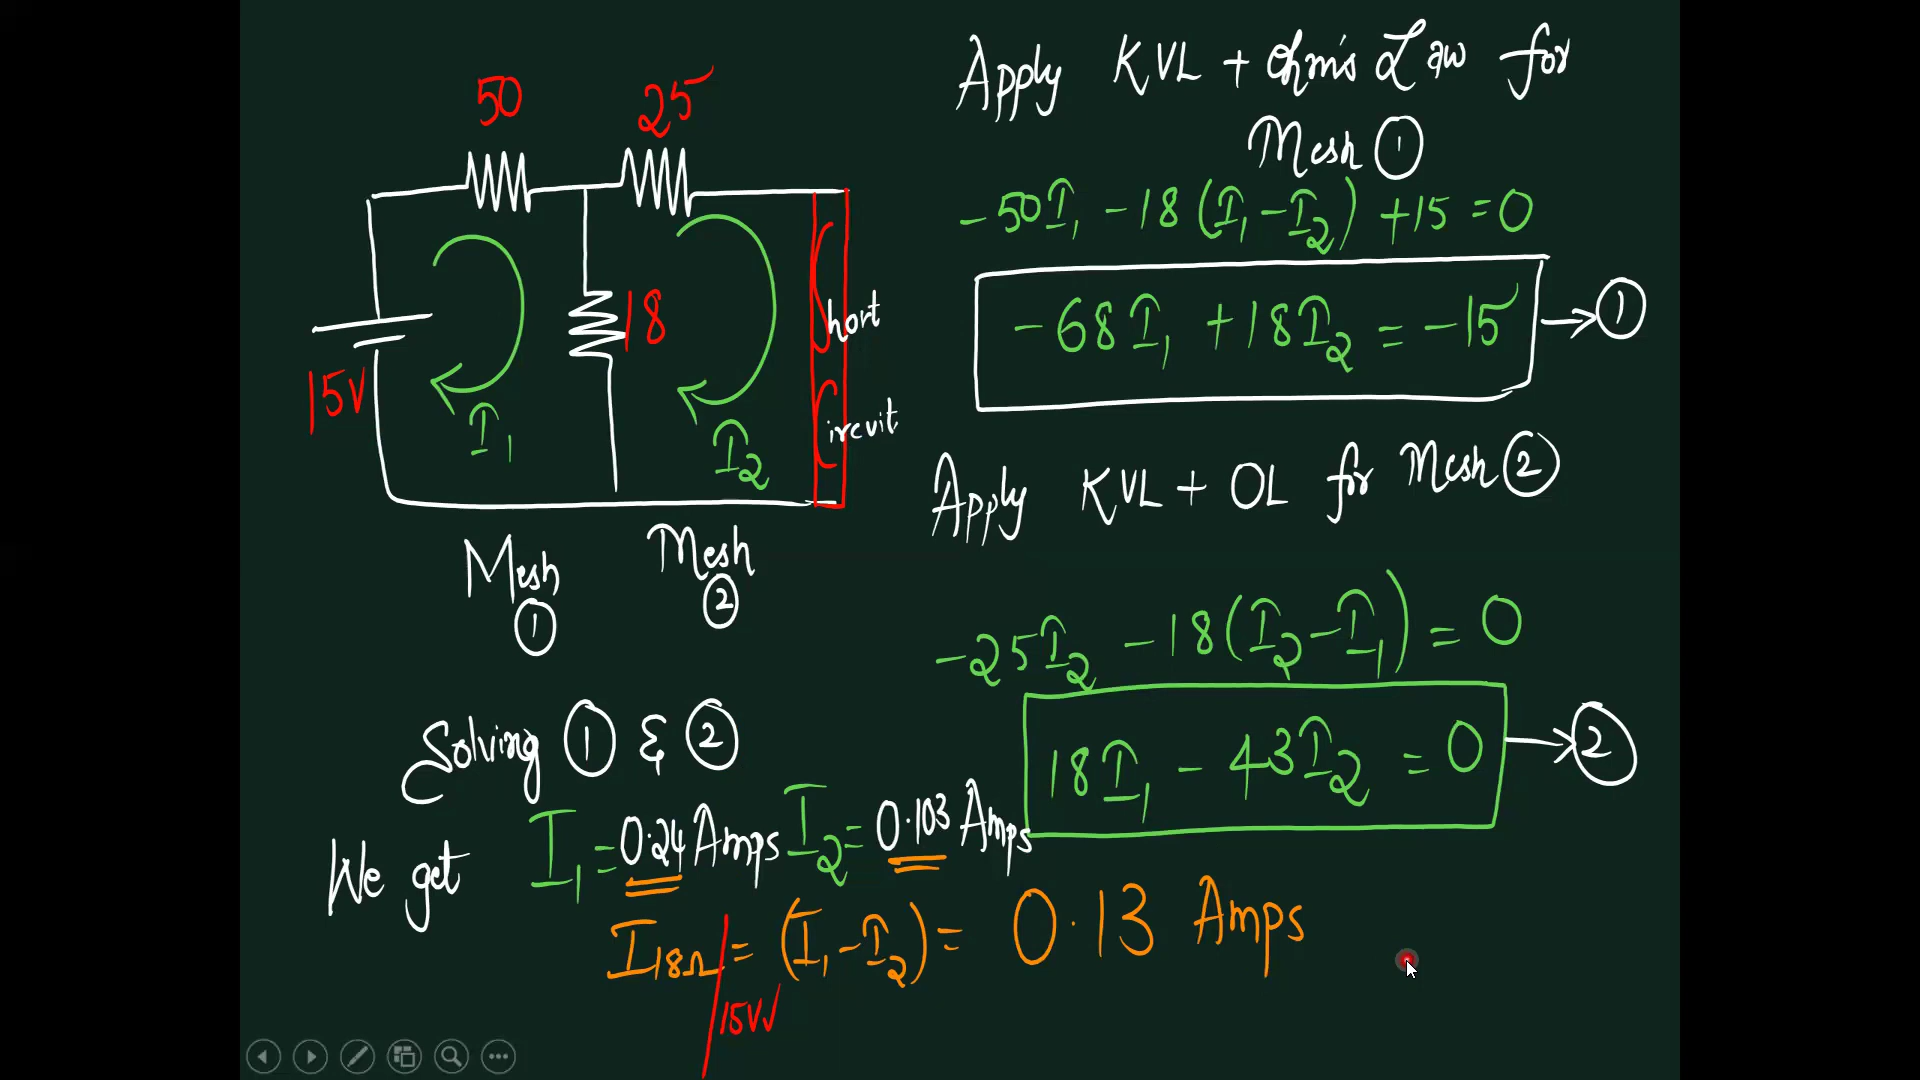 50 25
18
15V
I₁
I₂
Short
Circuit
Mesh ①
Mesh ②
Apply KVL + Ohm's Law for
Mesh ①
-50I₁ -18(I₁-I₂) +15 =0
-68I₁ +18I₂ = -15 → ①
Apply KVL + OL for Mesh ②
-25I₂ -18(I₂-I₁) = 0
18I₁ - 43I₂ = 0 → ②
Solving ① & ②
We get I₁ = 0.24 Amps I₂ = 0.103 Amps
I₁₈Ω/15V = (I₁-I₂) = 0.13 Amps